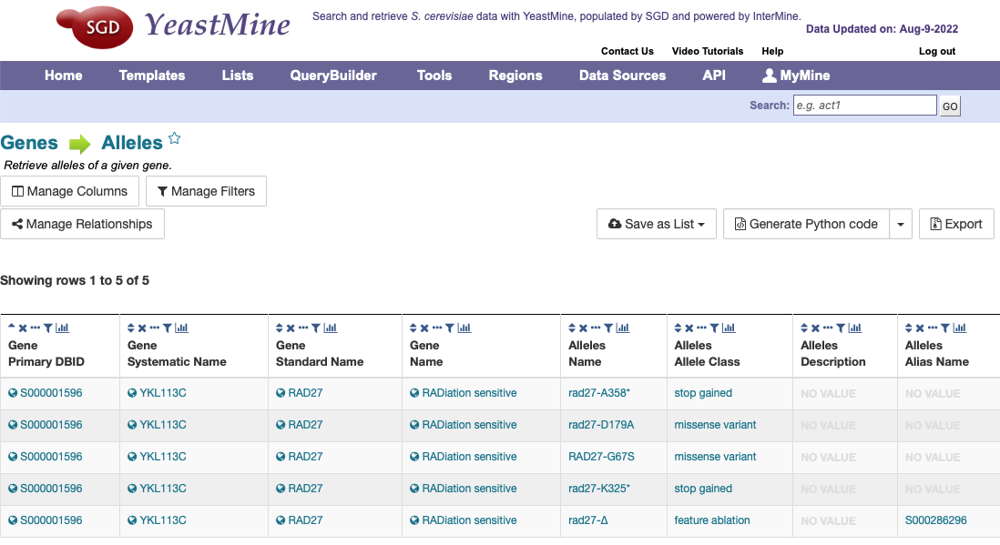 SGD YeastMine Search and retrieve S. cerevisiae data with YeastMine, populated by SGD and powered by InterMine.
Data Updated on: Aug-9-2022
Contact Us Video Tutorials Help Log out
Home Templates Lists QueryBuilder Tools Regions Data Sources API MyMine
Search: e.g. act1 GO
Genes Alleles
Retrieve alleles of a given gene.
Manage Columns Manage Filters
Manage Relationships Save as List Generate Python code Export
Showing rows 1 to 5 of 5
Gene Primary DBID Gene Systematic Name Gene Standard Name Gene Name Alleles Name Alleles Allele Class Alleles Description Alleles Alias Name
S000001596 YKL113C RAD27 RADiation sensitive rad27-A358* stop gained NO VALUE NO VALUE
S000001596 YKL113C RAD27 RADiation sensitive rad27-D179A missense variant NO VALUE NO VALUE
S000001596 YKL113C RAD27 RADiation sensitive RAD27-G67S missense variant NO VALUE NO VALUE
S000001596 YKL113C RAD27 RADiation sensitive rad27-K325* stop gained NO VALUE NO VALUE
S000001596 YKL113C RAD27 RADiation sensitive rad27-Δ feature ablation NO VALUE S000286296